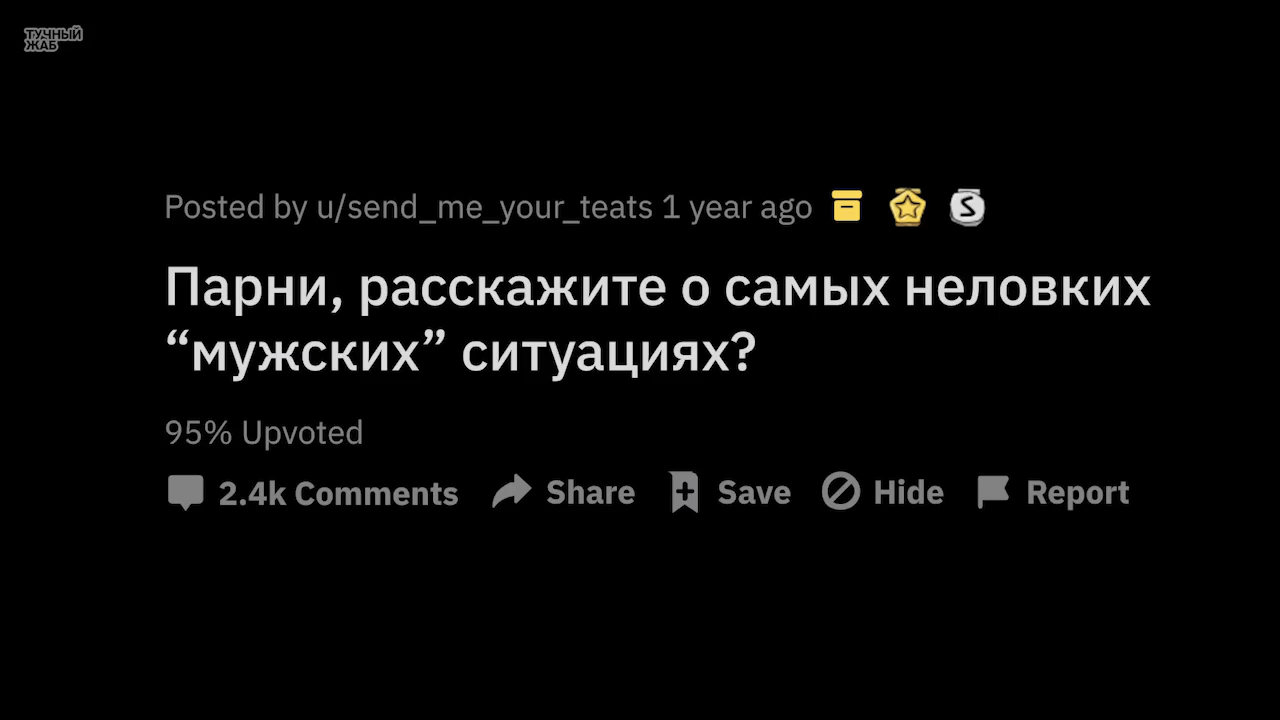 ТУЧНЫЙ
ЖАБ
Posted by u/send_me_your_teats 1 year ago
Парни, расскажите о самых неловких
“мужских” ситуациях?
95% Upvoted
2.4k Comments Share Save Hide Report